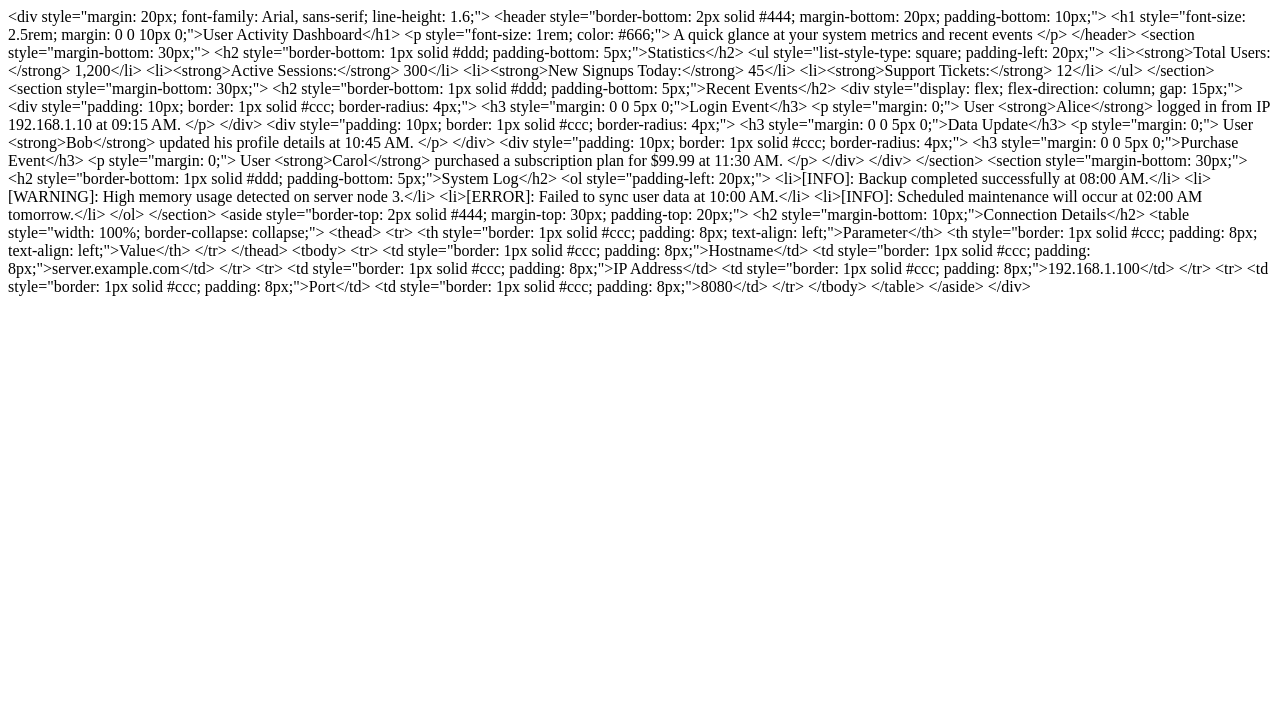 <div style="margin: 20px; font-family: Arial, sans-serif; line-height: 1.6;"> <header style="border-bottom: 2px solid #444; margin-bottom: 20px; padding-bottom: 10px;"> <h1 style="font-size:
2.5rem; margin: 0 0 10px 0;">User Activity Dashboard</h1> <p style="font-size: 1rem; color: #666;"> A quick glance at your system metrics and recent events </p> </header> <section
style="margin-bottom: 30px;"> <h2 style="border-bottom: 1px solid #ddd; padding-bottom: 5px;">Statistics</h2> <ul style="list-style-type: square; padding-left: 20px;"> <li><strong>Total Users:
</strong> 1,200</li> <li><strong>Active Sessions:</strong> 300</li> <li><strong>New Signups Today:</strong> 45</li> <li><strong>Support Tickets:</strong> 12</li> </ul> </section>
<section style="margin-bottom: 30px;"> <h2 style="border-bottom: 1px solid #ddd; padding-bottom: 5px;">Recent Events</h2> <div style="display: flex; flex-direction: column; gap: 15px;">
<div style="padding: 10px; border: 1px solid #ccc; border-radius: 4px;"> <h3 style="margin: 0 0 5px 0;">Login Event</h3> <p style="margin: 0;"> User <strong>Alice</strong> logged in from IP
192.168.1.10 at 09:15 AM. </p> </div> <div style="padding: 10px; border: 1px solid #ccc; border-radius: 4px;"> <h3 style="margin: 0 0 5px 0;">Data Update</h3> <p style="margin: 0;"> User
<strong>Bob</strong> updated his profile details at 10:45 AM. </p> </div> <div style="padding: 10px; border: 1px solid #ccc; border-radius: 4px;"> <h3 style="margin: 0 0 5px 0;">Purchase
Event</h3> <p style="margin: 0;"> User <strong>Carol</strong> purchased a subscription plan for $99.99 at 11:30 AM. </p> </div> </div> </section> <section style="margin-bottom: 30px;">
<h2 style="border-bottom: 1px solid #ddd; padding-bottom: 5px;">System Log</h2> <ol style="padding-left: 20px;"> <li>[INFO]: Backup completed successfully at 08:00 AM.</li> <li>
[WARNING]: High memory usage detected on server node 3.</li> <li>[ERROR]: Failed to sync user data at 10:00 AM.</li> <li>[INFO]: Scheduled maintenance will occur at 02:00 AM
tomorrow.</li> </ol> </section> <aside style="border-top: 2px solid #444; margin-top: 30px; padding-top: 20px;"> <h2 style="margin-bottom: 10px;">Connection Details</h2> <table
style="width: 100%; border-collapse: collapse;"> <thead> <tr> <th style="border: 1px solid #ccc; padding: 8px; text-align: left;">Parameter</th> <th style="border: 1px solid #ccc; padding: 8px;
text-align: left;">Value</th> </tr> </thead> <tbody> <tr> <td style="border: 1px solid #ccc; padding: 8px;">Hostname</td> <td style="border: 1px solid #ccc; padding:
8px;">server.example.com</td> </tr> <tr> <td style="border: 1px solid #ccc; padding: 8px;">IP Address</td> <td style="border: 1px solid #ccc; padding: 8px;">192.168.1.100</td> </tr> <tr> <td
style="border: 1px solid #ccc; padding: 8px;">Port</td> <td style="border: 1px solid #ccc; padding: 8px;">8080</td> </tr> </tbody> </table> </aside> </div>